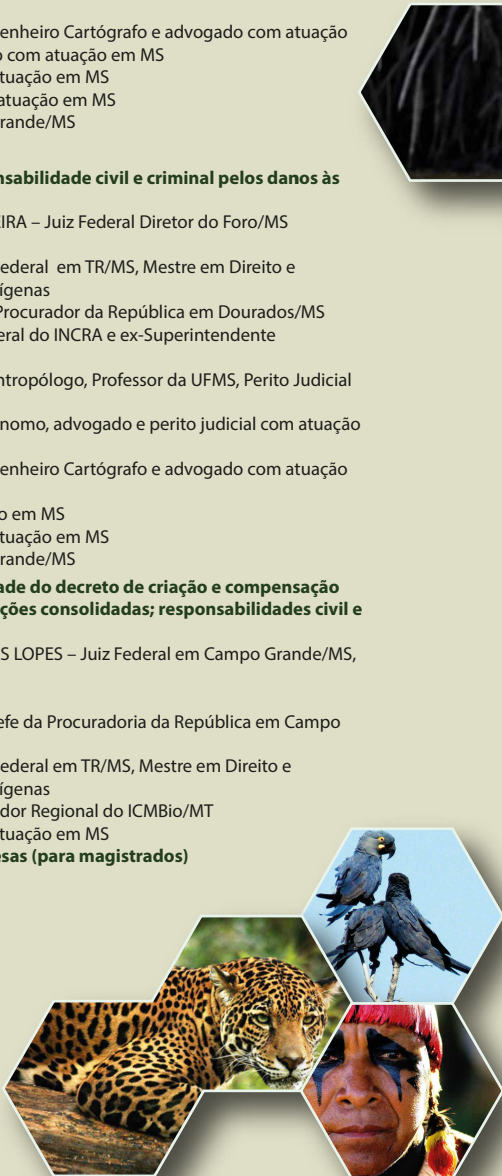 enheiro Cartógrafo e advogado com atuação
o com atuação em MS
tuação em MS
atuação em MS
rande/MS
nsabilidade civil e criminal pelos danos às
EIRA – Juiz Federal Diretor do Foro/MS
ederal em TR/MS, Mestre em Direito e
ígenas
Procurador da República em Dourados/MS
eral do INCRA e ex-Superintendente
ntropólogo, Professor da UFMS, Perito Judicial
nomo, advogado e perito judicial com atuação
enheiro Cartógrafo e advogado com atuação
o em MS
tuação em MS
rande/MS
ade do decreto de criação e compensação
ções consolidadas; responsabilidades civil e
S LOPES – Juiz Federal em Campo Grande/MS,
efe da Procuradoria da República em Campo
ederal em TR/MS, Mestre em Direito e
ígenas
dor Regional do ICMBio/MT
tuação em MS
esas (para magistrados)